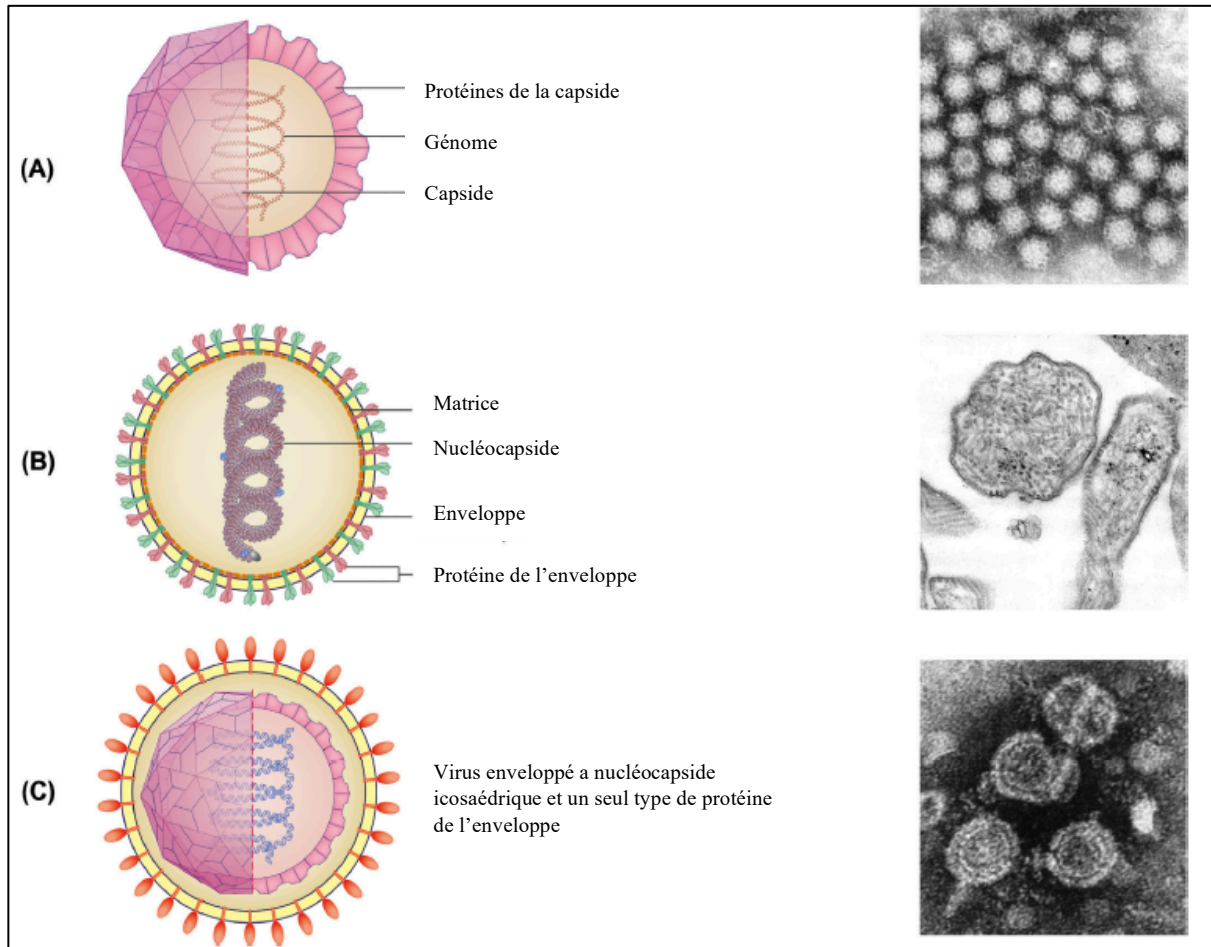 (A)
Protéines de la capside
Génome
Capside
(B)
Matrice
Nucléocapside
Enveloppe
Protéine de l’enveloppe
(C)
Virus enveloppé a nucléocapside
icosaédrique et un seul type de protéine
de l’enveloppe